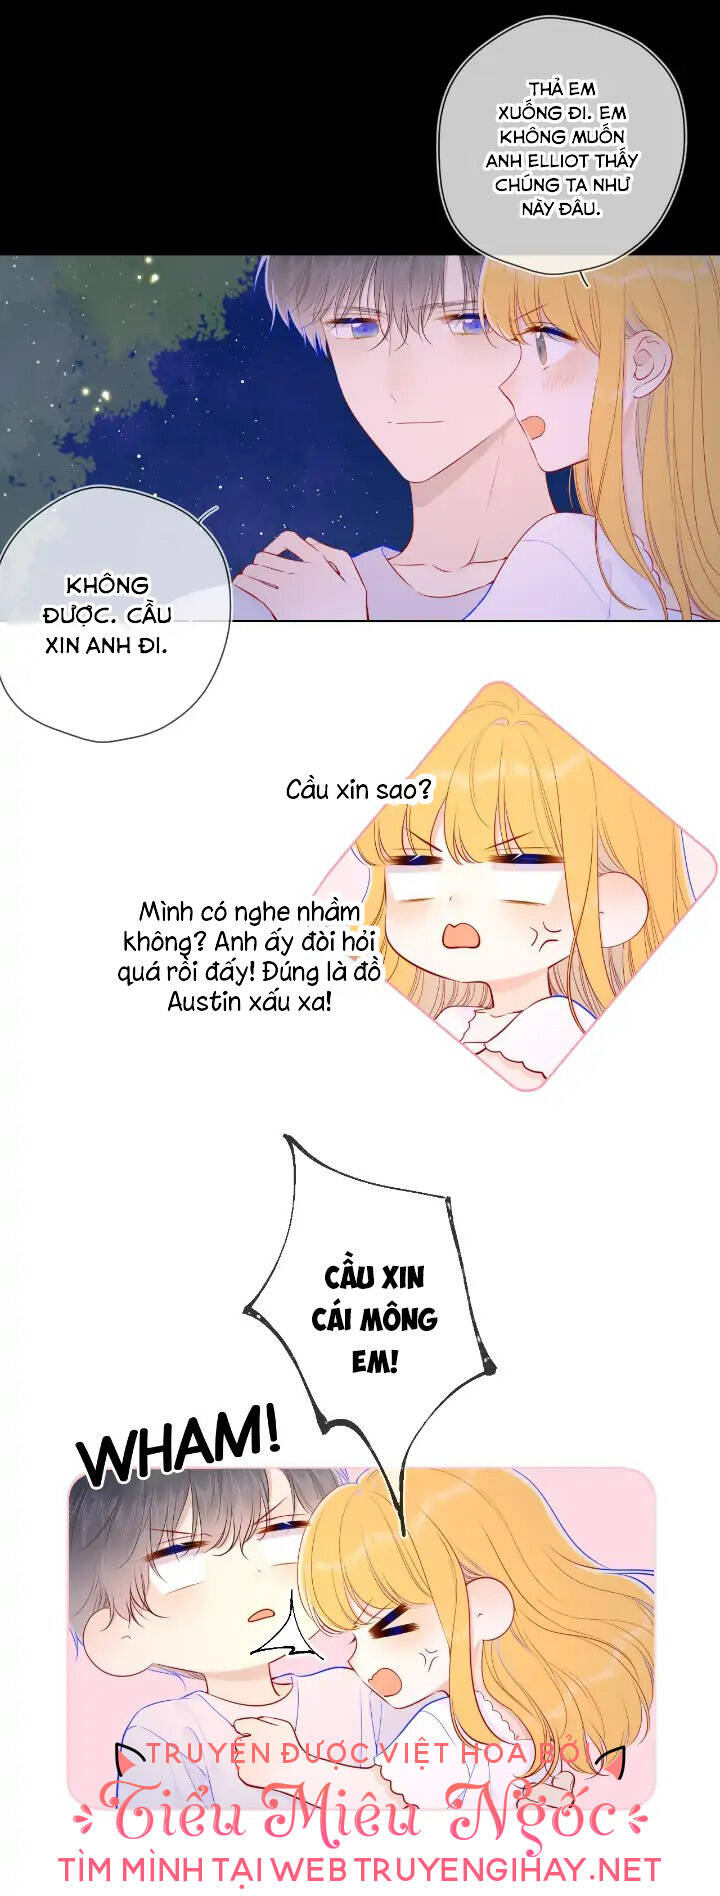 THẢ EM
XUỐNG ĐI. EM
KHÔNG MUỐN
ANH ELLIOT THẤY
CHÚNG TA NHƯ
NÀY ĐÂU.
KHÔNG
ĐƯỢC. CẦU
XIN ANH ĐI.
Cầu xin sao?
Mình có nghe nhầm
không? Anh ấy đòi hỏi
quá rồi đấy! Đúng là đồ
Austin xấu xa!
CẦU XIN
CÁI MÔNG
EM!
WHAM!
TRUYỆN ĐƯỢC VIỆT HOÁ BỞI
TIỂU MIÊU NGỐC
TÌM MÌNH TẠI WEB TRUYENGIHAY.NET